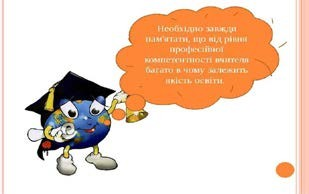 Необхідно завжди
пам'ятати, що від рівня
професійної
компетентності вчителя
багато в чому залежить
якість освіти.